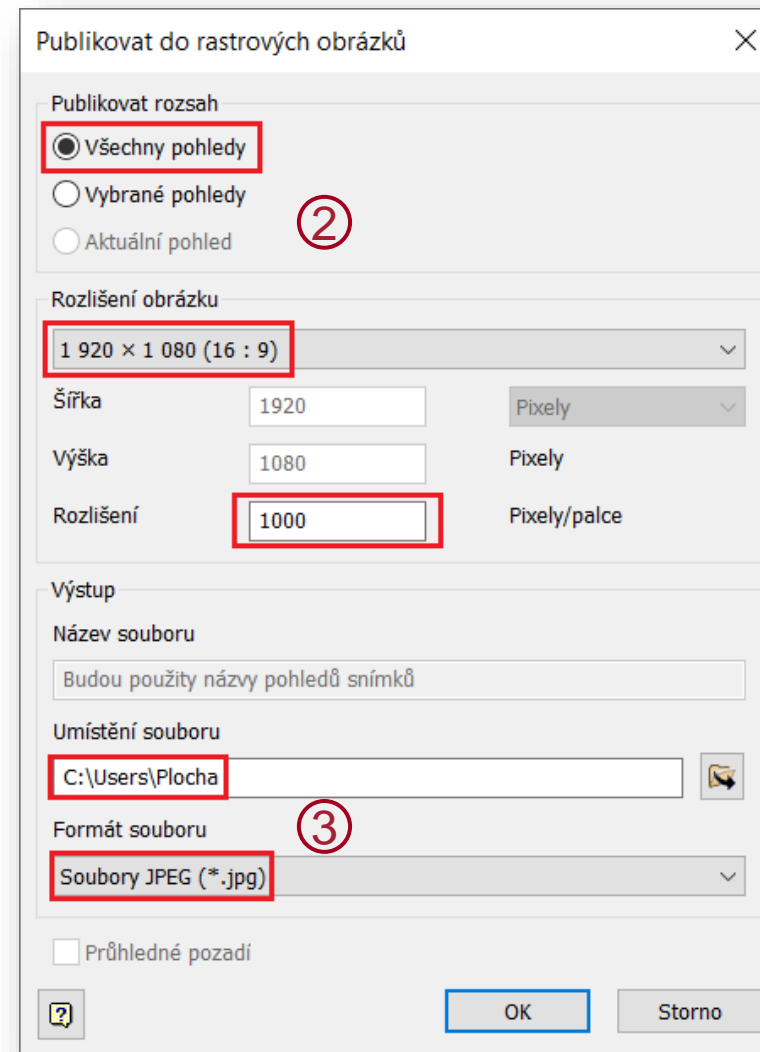 Publikovat do rastrových obrázků
Publikovat rozsah
Všechny pohledy
Vybrané pohledy
②
Aktuální pohled
Rozlišení obrázku
1 920 × 1 080 (16 : 9)
Šířka 1920 Pixely
Výška 1080 Pixely
Rozlišení 1000 Pixely/palce
Výstup
Název souboru
Budou použity názvy pohledů snímků
Umístění souboru
C:\Users\Plocha
Formát souboru
③
Soubory JPEG (*.jpg)
Průhledné pozadí
? OK Storno